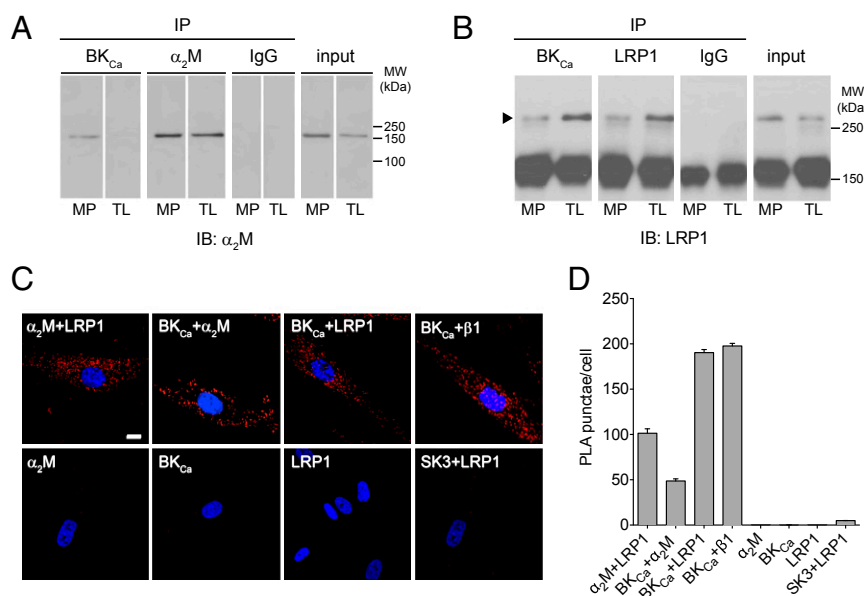 A
IP
BKCa α2M IgG input
MW
(kDa)
250
150
100
MP TL MP TL MP TL MP TL
IB: α2M
B
IP
BKCa LRP1 IgG input
MW
(kDa)
250
150
MP TL MP TL MP TL MP TL
IB: LRP1
C
α2M+LRP1 BKCa+α2M BKCa+LRP1 BKCa+β1
α2M BKCa LRP1 SK3+LRP1
D
PLA punctae/cell
250
200
150
100
50
0
α2M+LRP1
BKCa+α2M
BKCa+LRP1
BKCa+β1
α2M
BKCa
LRP1
SK3+LRP1